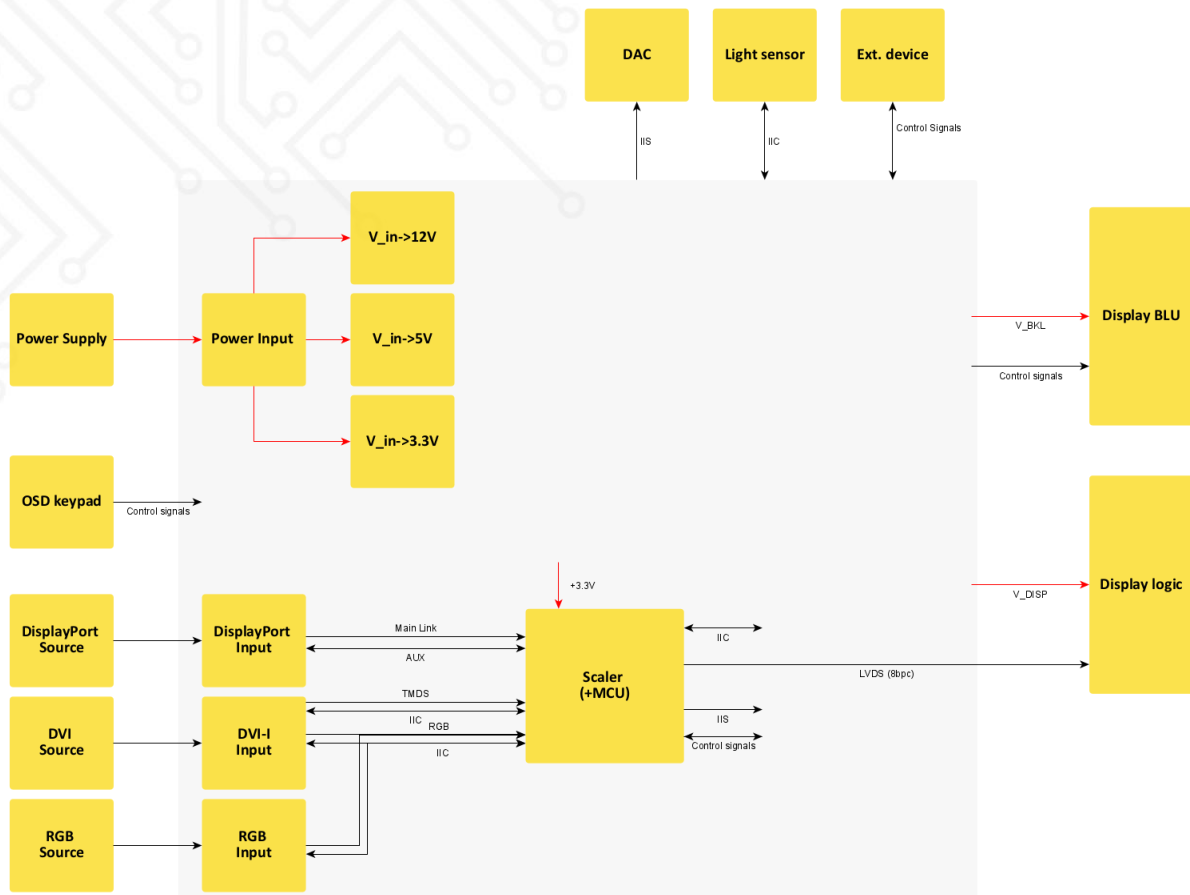 DAC
Light sensor
Ext. device
IIS
IIC
Control Signals
V_in->12V
Power Supply
Power Input
V_in->5V
V_in->3.3V
V_BKL
Control signals
Display BLU
OSD keypad
Control signals
+3.3V
V_DISP
Display logic
DisplayPort
Source
DisplayPort
Input
Main Link
AUX
Scaler
(+MCU)
IIC
LVDS (8bpc)
TMDS
IIC
RGB
IIC
IIS
Control signals
DVI
Source
DVI-I
Input
RGB
Source
RGB
Input